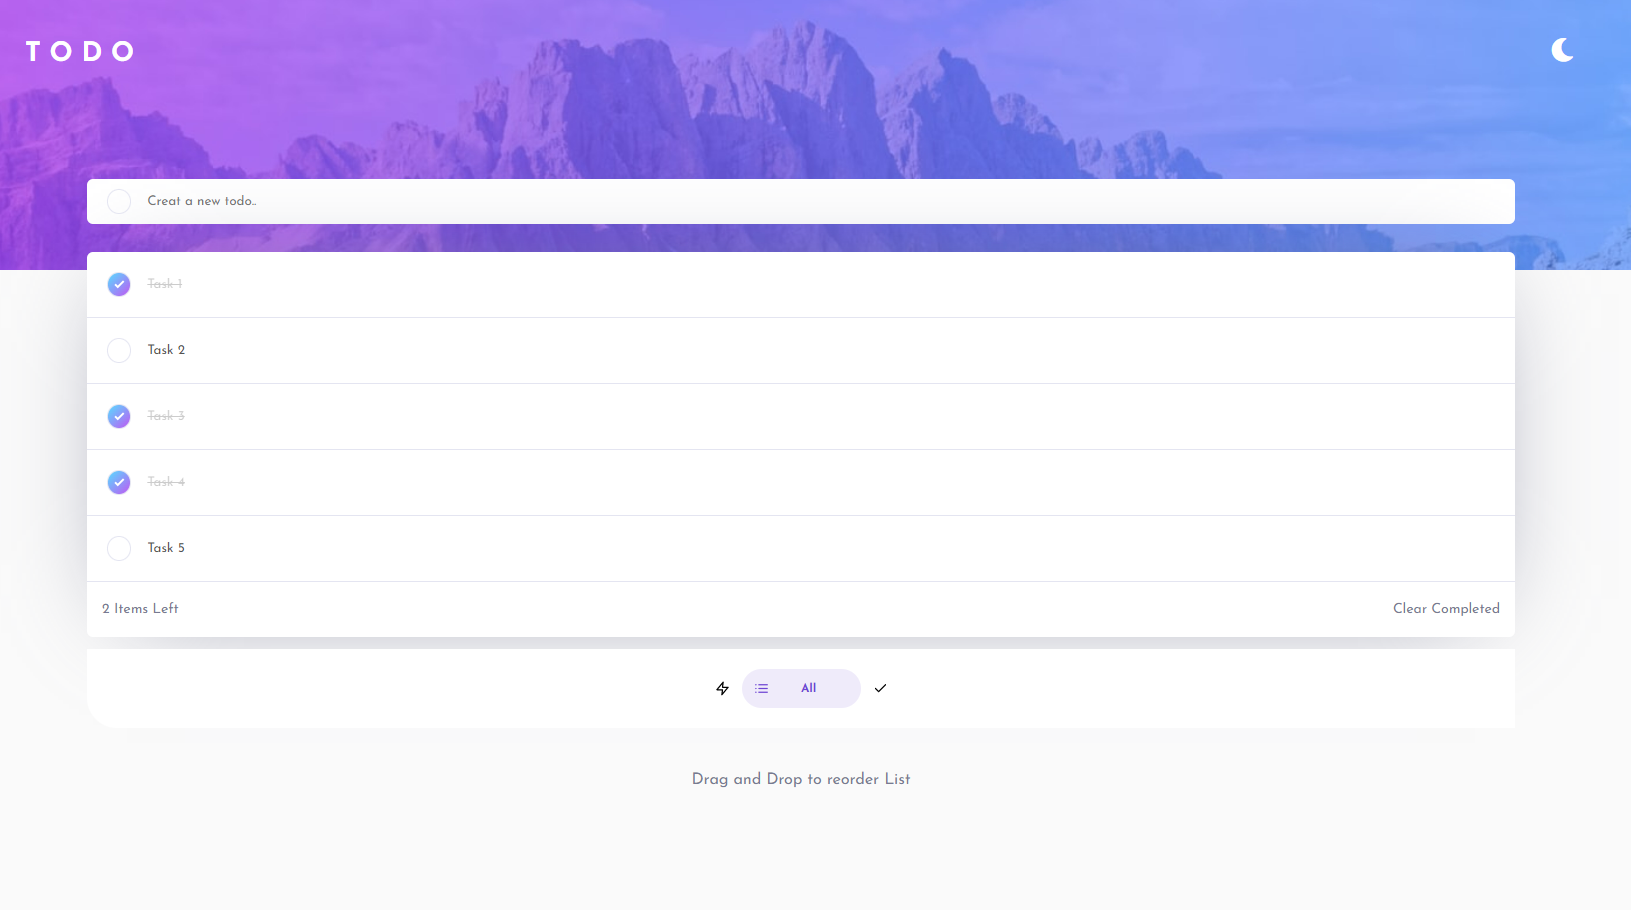 TODO
Creat a new todo..
Task 1
Task 2
Task 3
Task 4
Task 5
2 Items Left
Clear Completed
All
Drag and Drop to reorder List